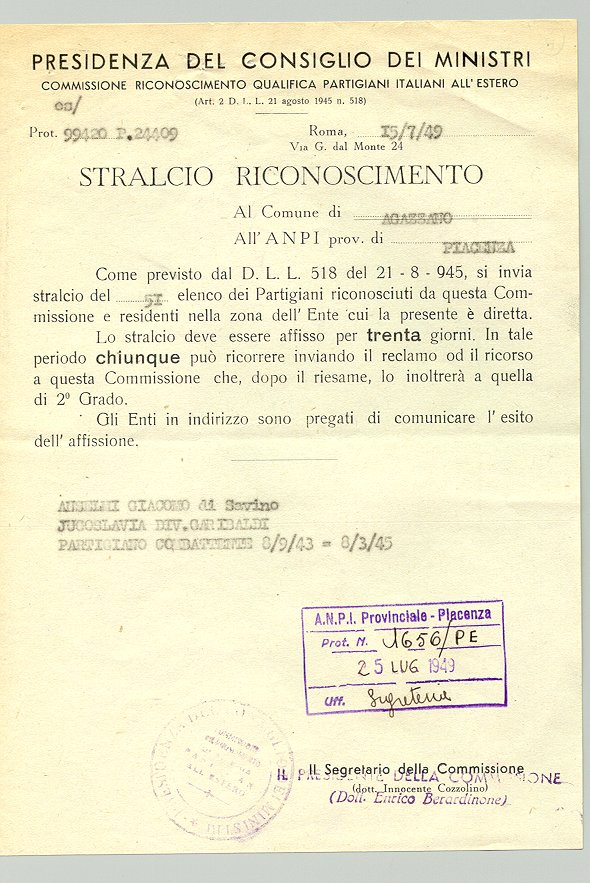 PRESIDENZA DEL CONSIGLIO DEI MINISTRI
COMMISSIONE RICONOSCIMENTO QUALIFICA PARTIGIANI ITALIANI ALL'ESTERO
(Art. 2 D. L. L. 21 agosto 1945 n. 518)
es/
Prot. 99420 P.24409 Roma, 15/7/49
Via G. dal Monte 24
STRALCIO RICONOSCIMENTO
Al Comune di AGAZZANO
All'ANPI prov. di PIACENZA
Come previsto dal D. L. L. 518 del 21 - 8 - 945, si invia
stralcio del 51 elenco dei Partigiani riconosciuti da questa Com-
missione e residenti nella zona dell' Ente cui la presente è diretta.
Lo stralcio deve essere affisso per trenta giorni. In tale
periodo chiunque può ricorrere inviando il reclamo od il ricorso
a questa Commissione che, dopo il riesame, lo inoltrerà a quella
di 2º Grado.
Gli Enti in indirizzo sono pregati di comunicare l' esito
dell' affissione.
ANSELMI GIACOMO di Savino
JUGOSLAVIA DIV.GARIBALDI
PARTIGIANO COMBATTENTE 8/9/43 = 8/3/45
A.N.P.I. Provinciale - Piacenza
Prot. N. 1656/PE
25 LUG 1949
Uff. Segreteria
Il Segretario della Commissione
IL PRESIDENTE DELLA COMMISSIONE
(dott. Innocente Cozzolino)
(Dott. Enrico Berardinone)